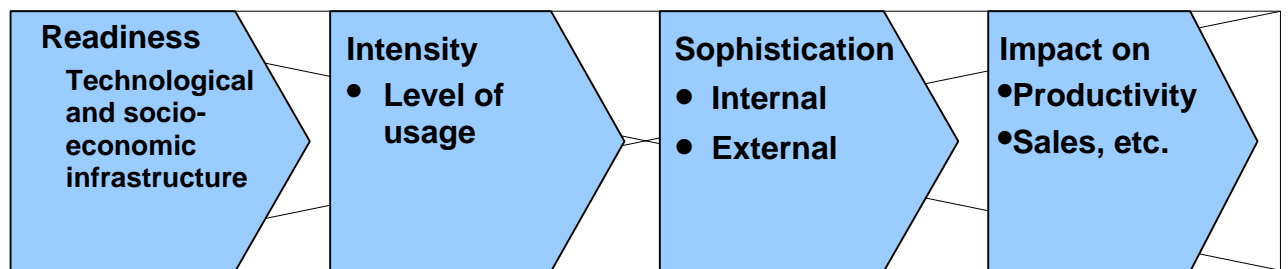 Readiness
Technological
and socio-
economic
infrastructure
Intensity
• Level of
usage
Sophistication
• Internal
• External
Impact on
•Productivity
•Sales, etc.